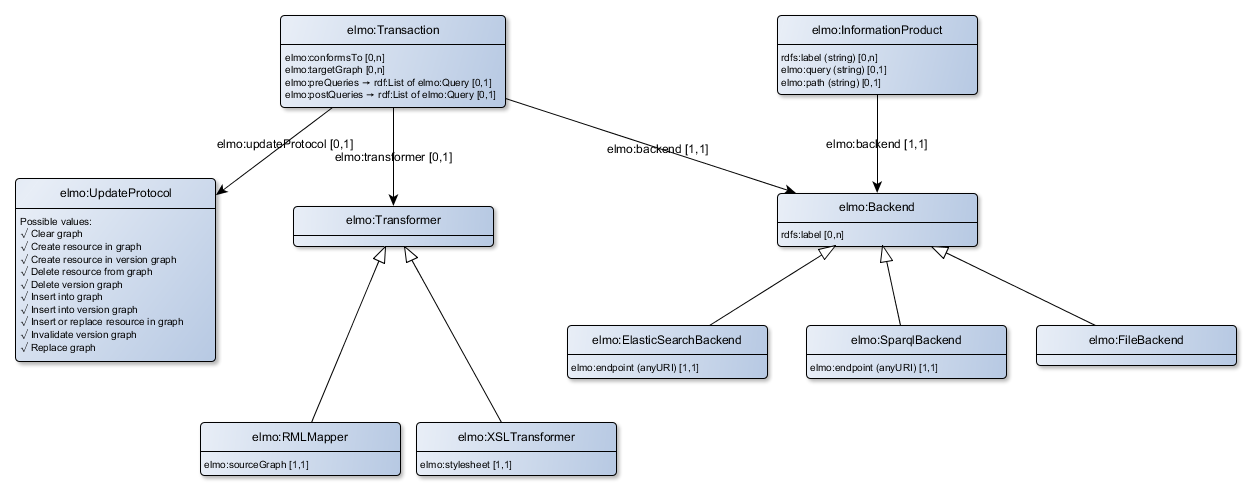 elmo:Transaction
elmo:conformsTo [0,n]
elmo:targetGraph [0,n]
elmo:preQueries → rdf:List of elmo:Query [0,1]
elmo:postQueries → rdf:List of elmo:Query [0,1]
elmo:InformationProduct
rdfs:label (string) [0,n]
elmo:query (string) [0,1]
elmo:path (string) [0,1]
elmo:updateProtocol [0,1]
elmo:transformer [0,1]
elmo:backend [1,1]
elmo:backend [1,1]
elmo:UpdateProtocol
Possible values:
√ Clear graph
√ Create resource in graph
√ Create resource in version graph
√ Delete resource from graph
√ Delete version graph
√ Insert into graph
√ Insert into version graph
√ Insert or replace resource in graph
√ Invalidate version graph
√ Replace graph
elmo:Transformer
elmo:Backend
rdfs:label [0,n]
elmo:ElasticSearchBackend
elmo:endpoint (anyURI) [1,1]
elmo:SparqlBackend
elmo:endpoint (anyURI) [1,1]
elmo:FileBackend
elmo:RMLMapper
elmo:sourceGraph [1,1]
elmo:XSLTransformer
elmo:stylesheet [1,1]